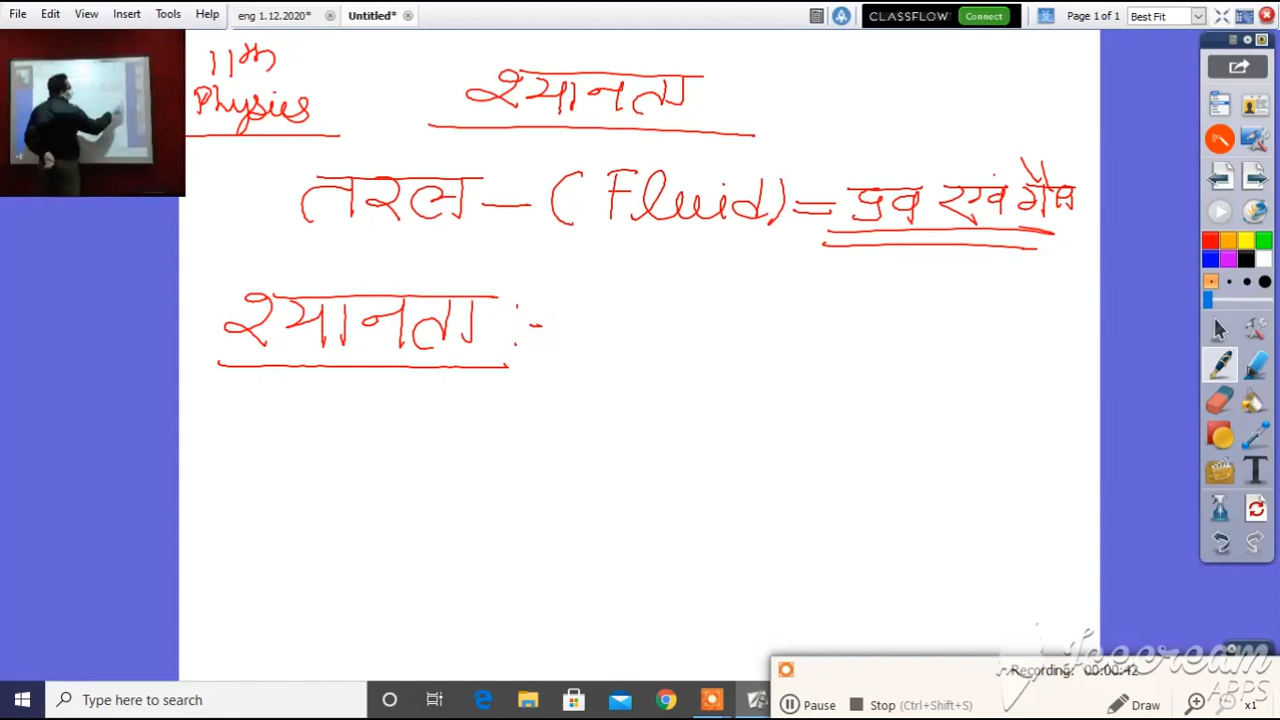 File Edit View Insert Tools Help eng 1.12.2020* Untitled* CLASSFLOW Connect Page 1 of 1 Best Fit
11th
Physics
श्यानता
तरल - (Fluid) = द्रव एवं गैस
श्यानता :-
T
Recording: 00:00:42
Icecream
APPS
Pause Stop (Ctrl+Shift+S) Draw x1
Type here to search